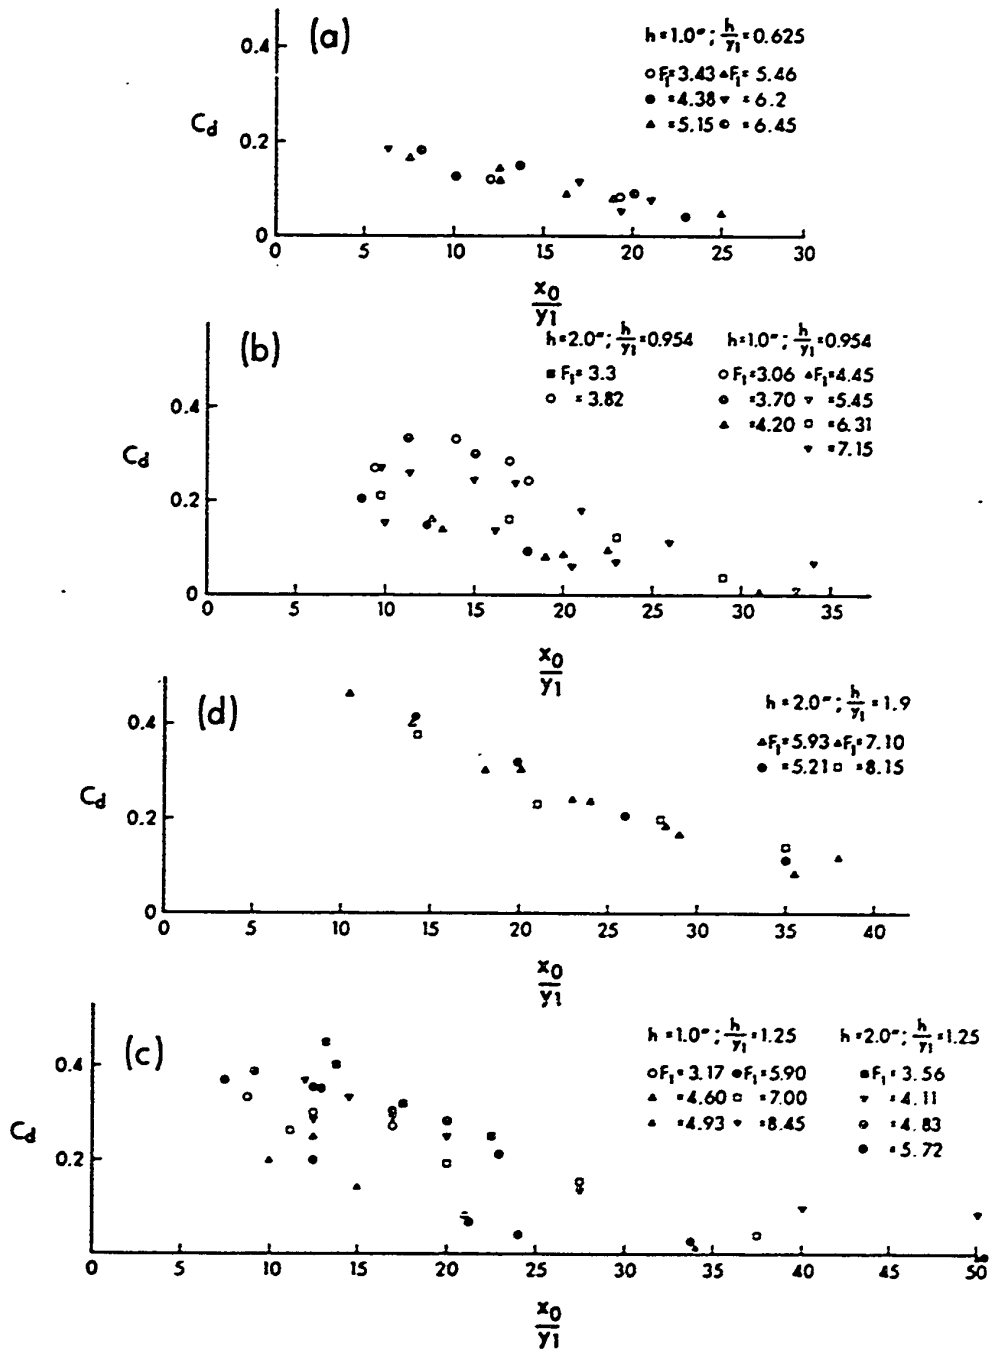 (a)
h=1.0"; h/y1=0.625
○ F1=3.43 ▲ F1= 5.46
● =4.38 ▼ = 6.2
▲ =5.15 ○ = 6.45
Cd
0.4
0.2
0
0 5 10 15 20 25 30
x0/y1
(b)
h=2.0"; h/y1=0.954 h=1.0"; h/y1=0.954
■ F1= 3.3 ○ F1=3.06 ▲ F1=4.45
○ = 3.82 ● =3.70 ▼ =5.45
▲ =4.20 □ =6.31
▼ =7.15
Cd
0.4
0.2
0
0 5 10 15 20 25 30 35
x0/y1
(d)
h=2.0"; h/y1=1.9
▲ F1=5.93 ▲ F1=7.10
● =5.21 □ =8.15
Cd
0.4
0.2
0
0 5 10 15 20 25 30 35 40
x0/y1
(c)
h=1.0"; h/y1=1.25 h=2.0"; h/y1=1.25
○ F1=3.17 ● F1=5.90 ■ F1= 3.56
▲ =4.60 □ =7.00 ▼ =4.11
▲ =4.93 ▼ =8.45 ○ =4.83
● =5.72
Cd
0.4
0.2
0 5 10 15 20 25 30 35 40 45 50
x0/y1